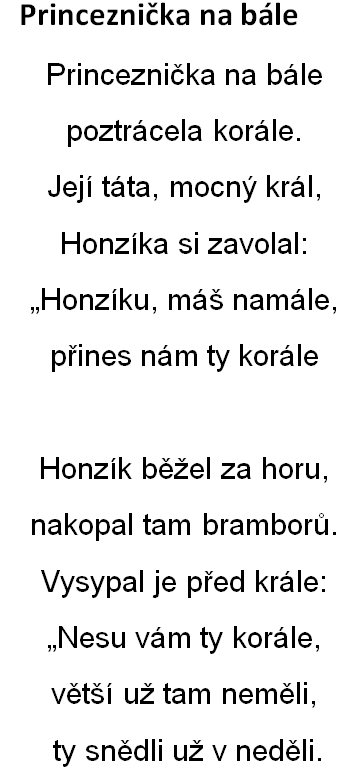 Princeznička na bále
Princeznička na bále
poztrácela korále.
Její táta, mocný král,
Honzíka si zavolal:
„Honzíku, máš namále,
přines nám ty korále
Honzík běžel za horu,
nakopal tam bramborů.
Vysypal je před krále:
„Nesu vám ty korále,
větší už tam neměli,
ty snědli už v neděli.